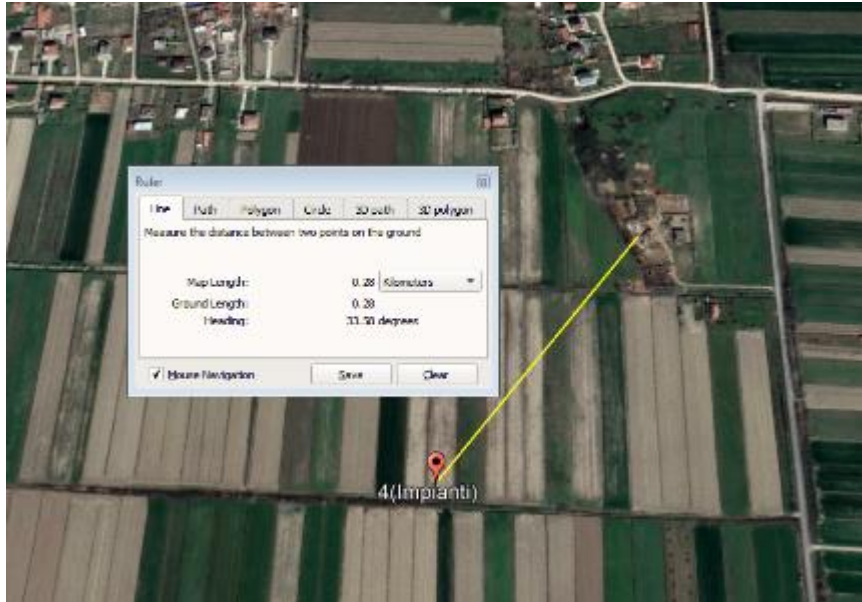 Ruler
Line Path Polygon Circle 3D path 3D polygon
Measure the distance between two points on the ground
Map Length: 0.28 Kilometers
Ground Length: 0.28
Heading: degrees
Mouse Navigation Save Clear
4(Impianti)